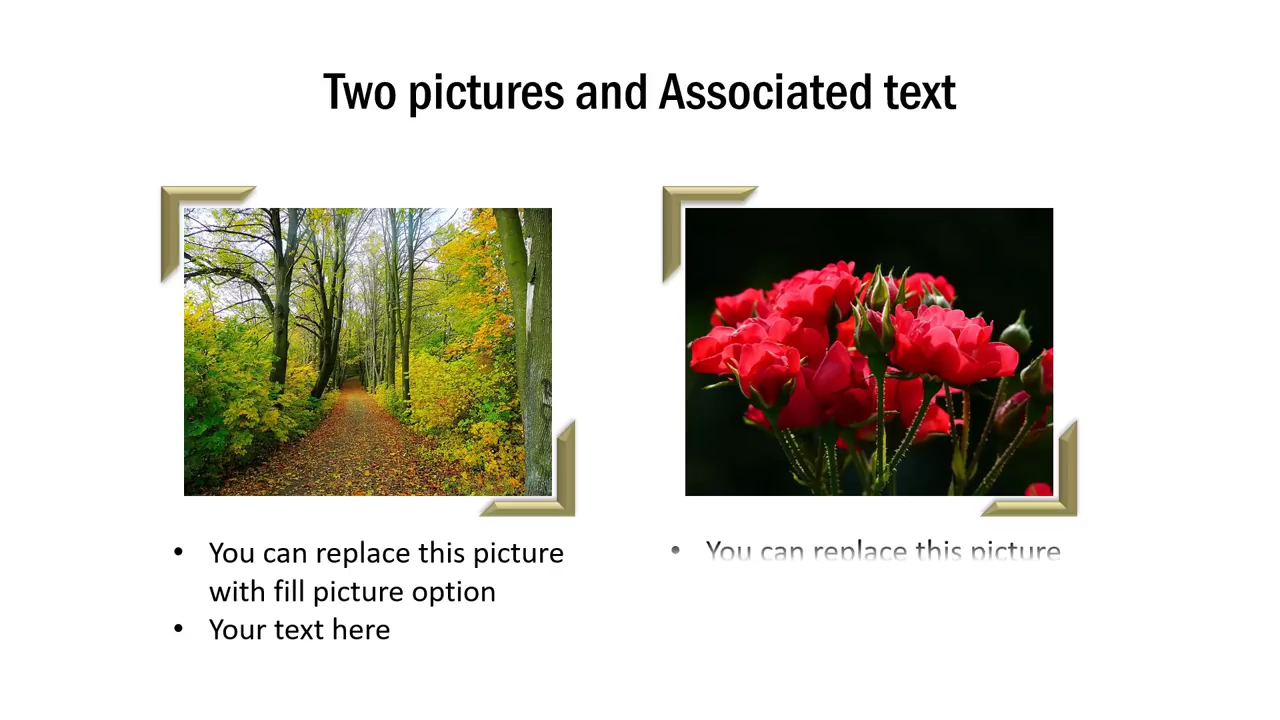 Two pictures and Associated text
• You can replace this picture
with fill picture option
• Your text here
• You can replace this picture